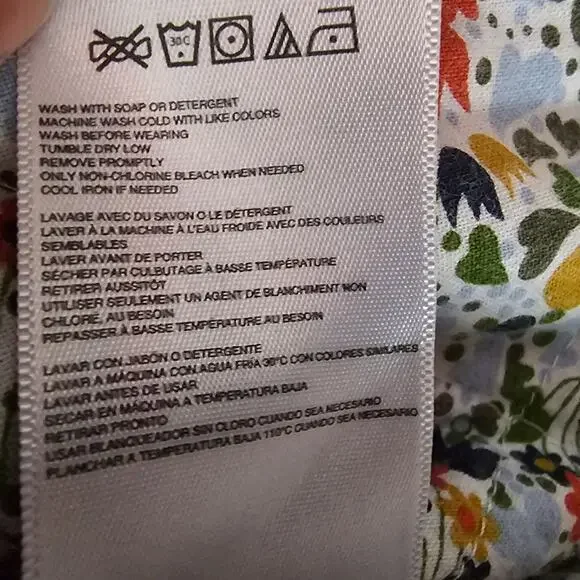 30C
WASH WITH SOAP OR DETERGENT
MACHINE WASH COLD WITH LIKE COLORS
WASH BEFORE WEARING
TUMBLE DRY LOW
REMOVE PROMPTLY
ONLY NON-CHLORINE BLEACH WHEN NEEDED
COOL IRON IF NEEDED
LAVAGE AVEC DU SAVON O LE DÉTERGENT
LAVER À LA MACHINE À L'EAU FROIDE AVEC DES COULEURS
SEMBLABLES
LAVER AVANT DE PORTER
SÉCHER PAR CULBUTAGE À BASSE TEMPÉRATURE
RETIRER AUSSITÔT
UTILISER SEULEMENT UN AGENT DE BLANCHIMENT NON
CHLORÉ, AU BESOIN
REPASSER À BASSE TEMPÉRATURE AU BESOIN
LAVAR CON JABÓN O DETERGENTE
LAVAR A MÁQUINA CON AGUA FRÍA 30°C CON COLORES SIMILARES
LAVAR ANTES DE USAR
SECAR EN MÁQUINA A TEMPERATURA BAJA
RETIRAR PRONTO
USAR BLANQUEADOR SIN CLORO CUANDO SEA NECESARIO
PLANCHAR A TEMPERATURA BAJA 110°C CUANDO SEA NECESARIO